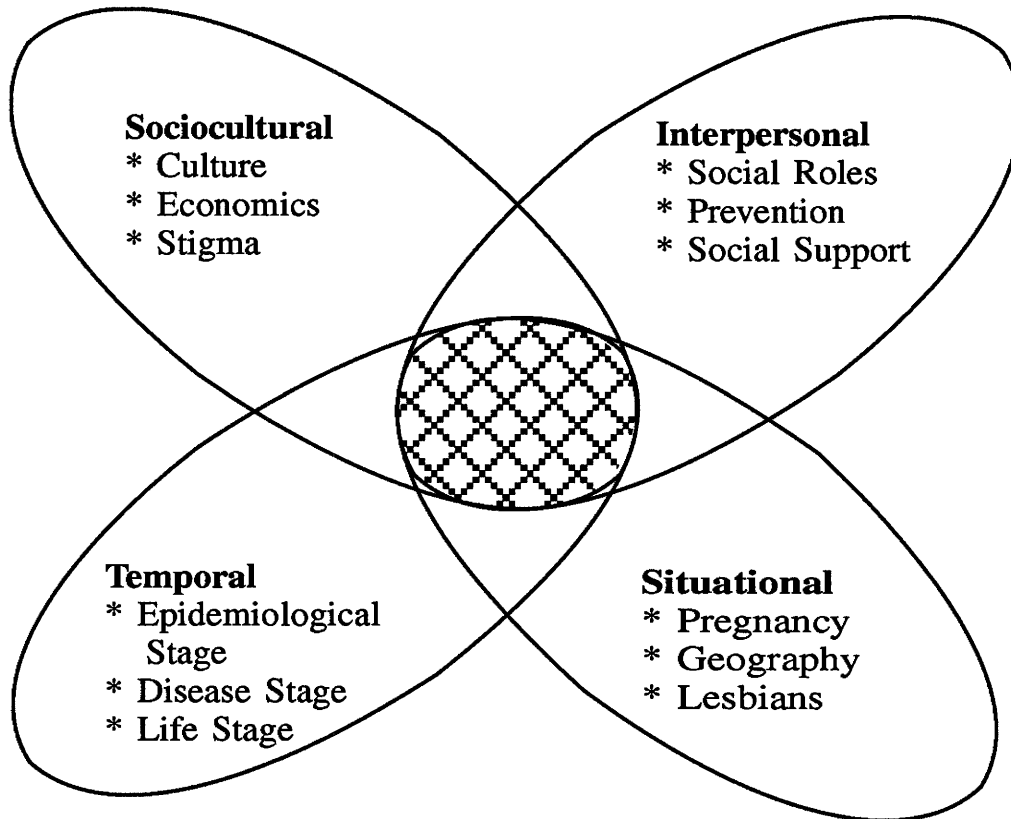 Sociocultural
* Culture
* Economics
* Stigma
Interpersonal
* Social Roles
* Prevention
* Social Support
Temporal
* Epidemiological
Stage
* Disease Stage
* Life Stage
Situational
* Pregnancy
* Geography
* Lesbians